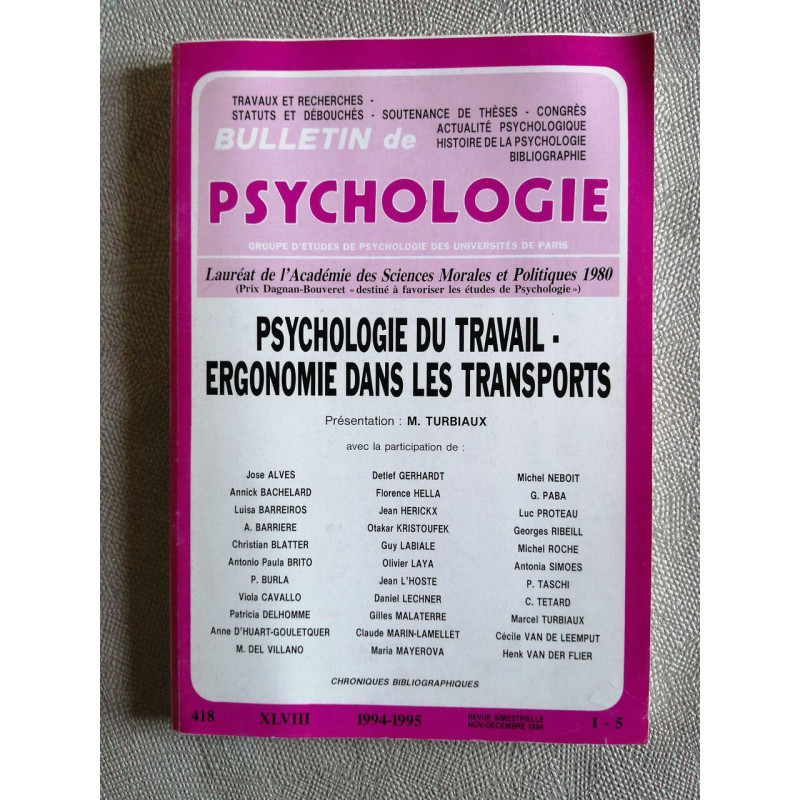 TRAVAUX ET RECHERCHES -
STATUTS ET DÉBOUCHÉS - SOUTENANCE DE THÈSES - CONGRÈS
BULLETIN de
ACTUALITÉ PSYCHOLOGIQUE
HISTOIRE DE LA PSYCHOLOGIE
BIBLIOGRAPHIE
PSYCHOLOGIE
GROUPE D'ETUDES DE PSYCHOLOGIE DES UNIVERSITÉS DE PARIS
Lauréat de l'Académie des Sciences Morales et Politiques 1980
(Prix Dagnan-Bouveret « destiné à favoriser les études de Psychologie »)
PSYCHOLOGIE DU TRAVAIL -
ERGONOMIE DANS LES TRANSPORTS
Présentation : M. TURBIAUX
avec la participation de :
Jose ALVES
Annick BACHELARD
Luisa BARREIROS
A. BARRIERE
Christian BLATTER
Antonio Paula BRITO
P. BURLA
Viola CAVALLO
Patricia DELHOMME
Anne D'HUART-GOULETQUER
M. DEL VILLANO
Detlef GERHARDT
Florence HELLA
Jean HERICKX
Otakar KRISTOUFEK
Guy LABIALE
Olivier LAYA
Jean L'HOSTE
Daniel LECHNER
Gilles MALATERRE
Claude MARIN-LAMELLET
Maria MAYEROVA
Michel NEBOIT
G. PABA
Luc PROTEAU
Georges RIBEILL
Michel ROCHE
Antonia SIMOES
P. TASCHI
C. TETARD
Marcel TURBIAUX
Cécile VAN DE LEEMPUT
Henk VAN DER FLIER
CHRONIQUES BIBLIOGRAPHIQUES
418 XLVIII 1994-1995 REVUE BIMESTRIELLE 1 - 5
NOV-DÉCEMBRE 1994